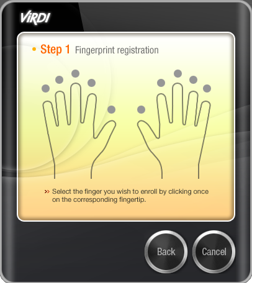 ViRDI
• Step 1 Fingerprint registration
Select the finger you wish to enroll by clicking once
on the corresponding fingertip.
Back Cancel